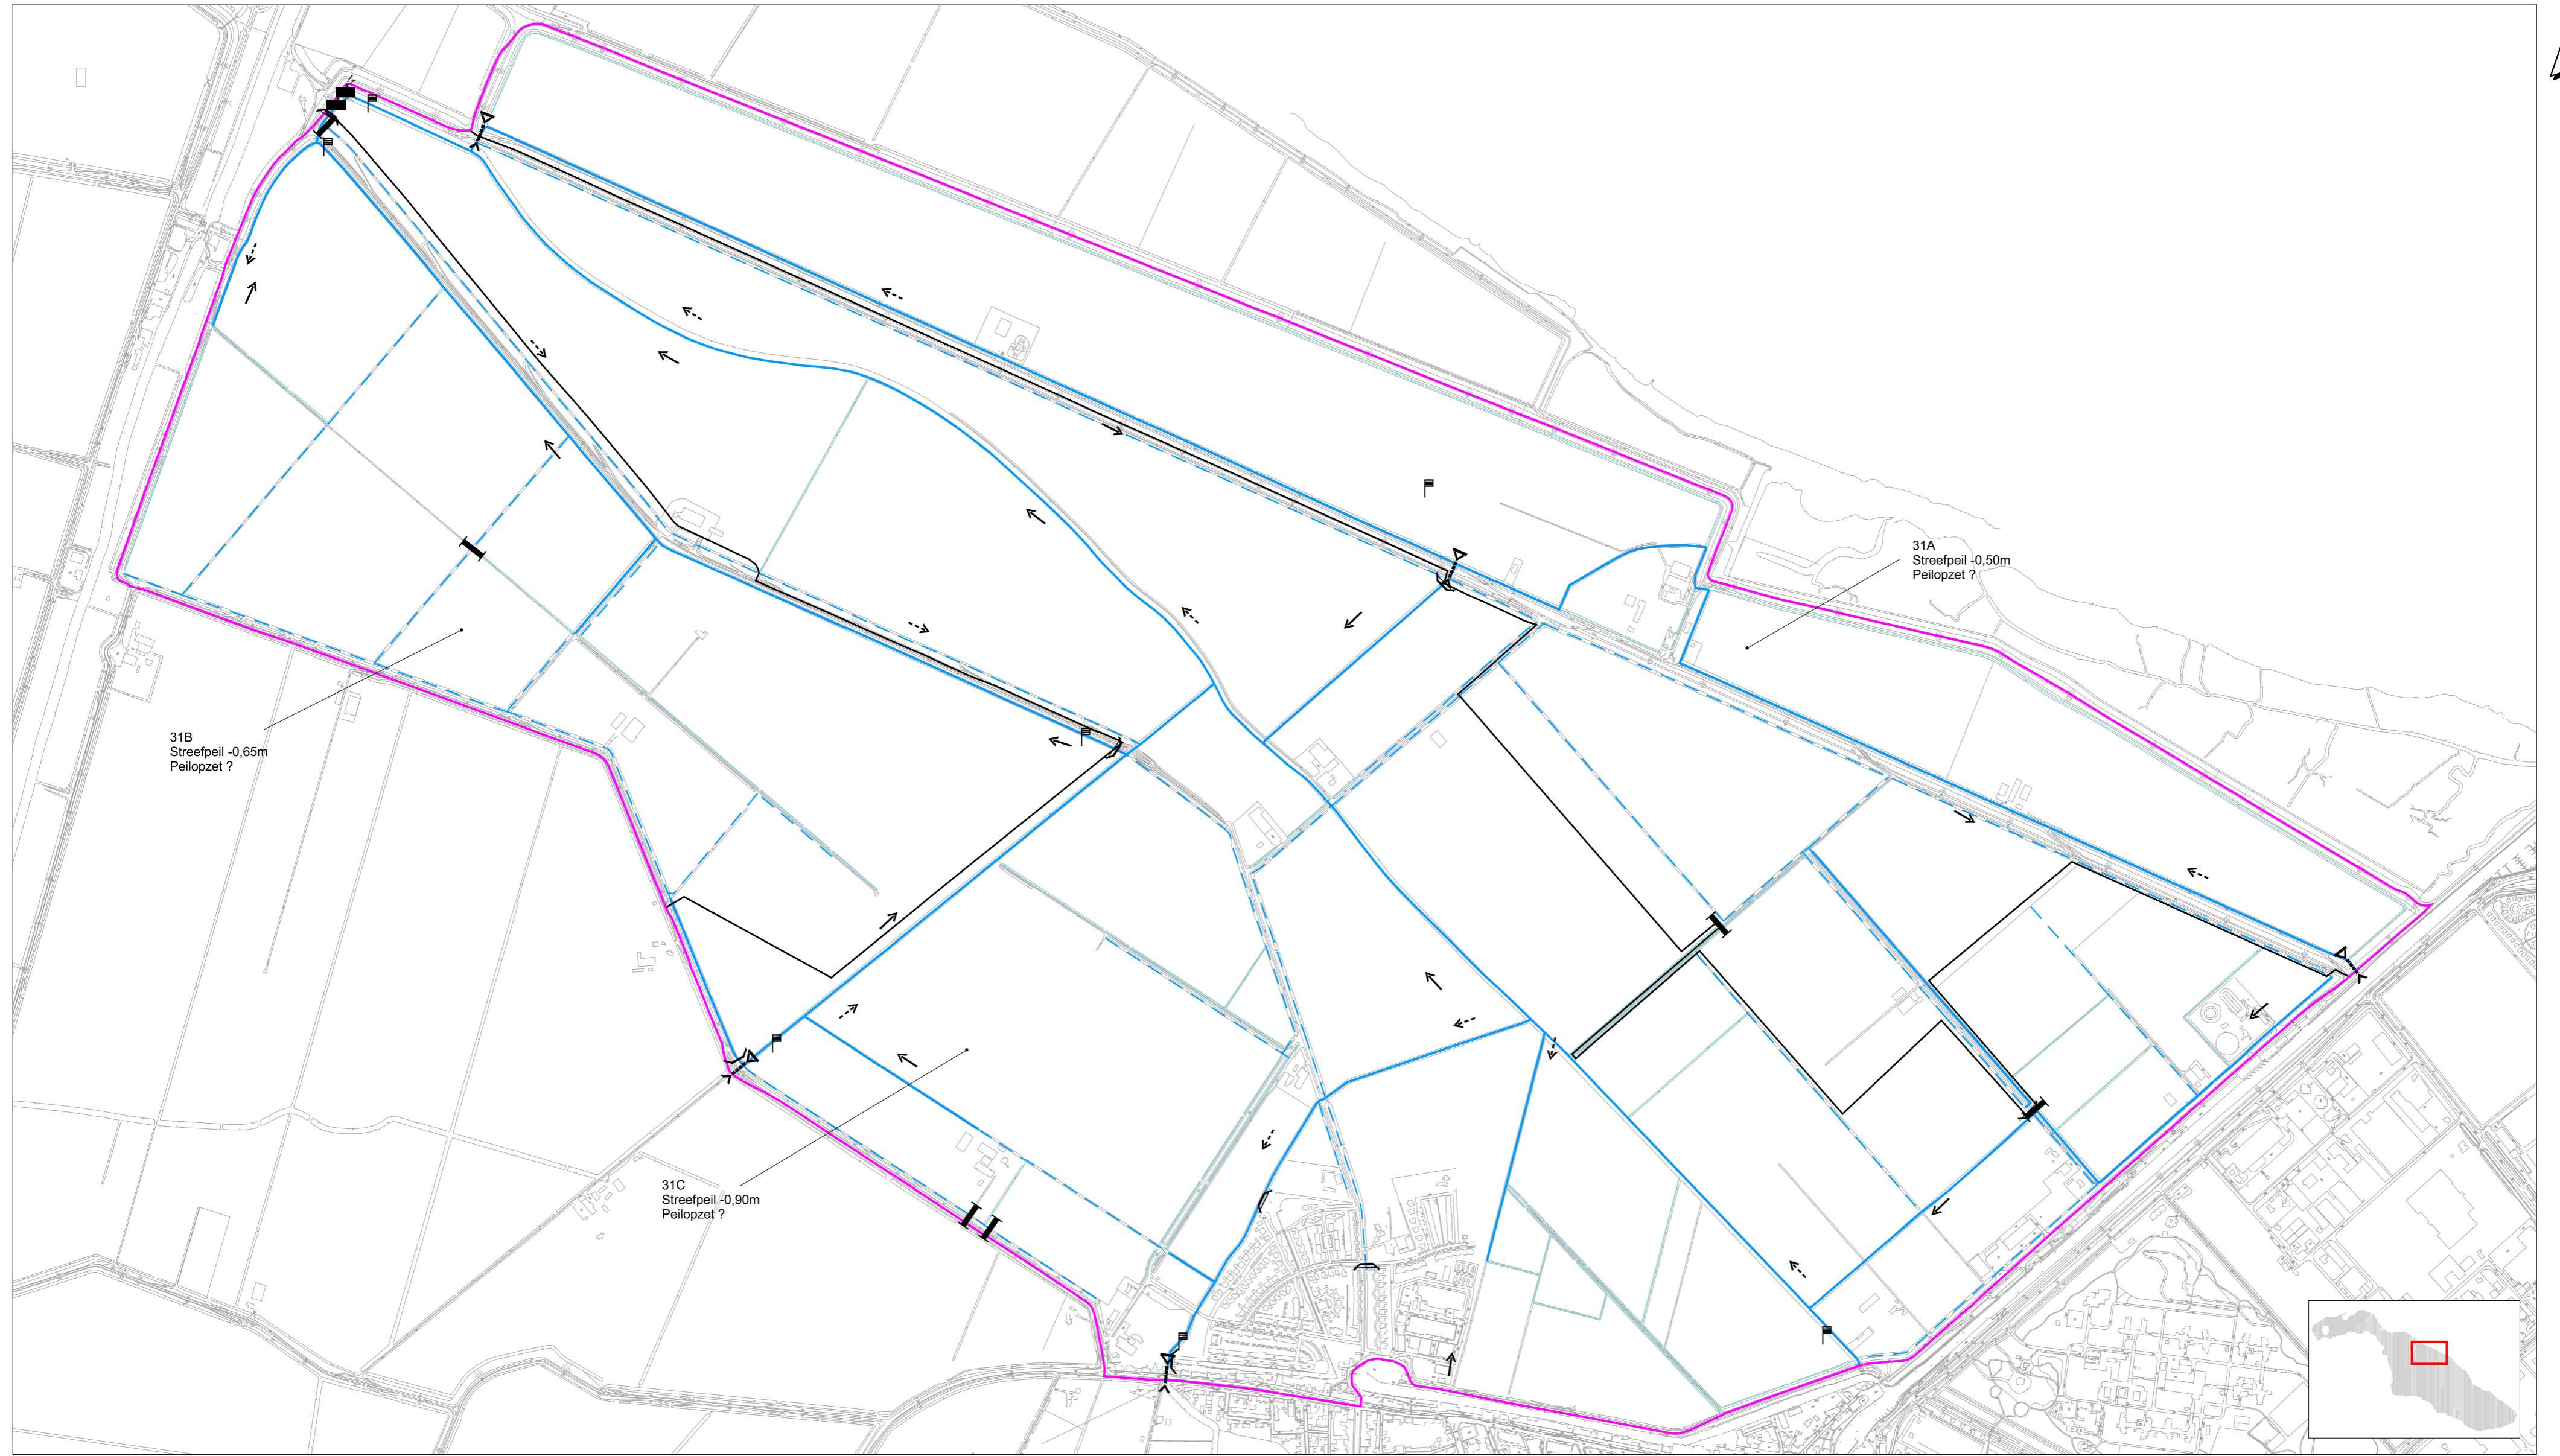 31A
Streefpeil -0,50m
Peilopzet ?
31B
Streefpeil -0,65m
Peilopzet ?
31C
Streefpeil -0,90m
Peilopzet ?